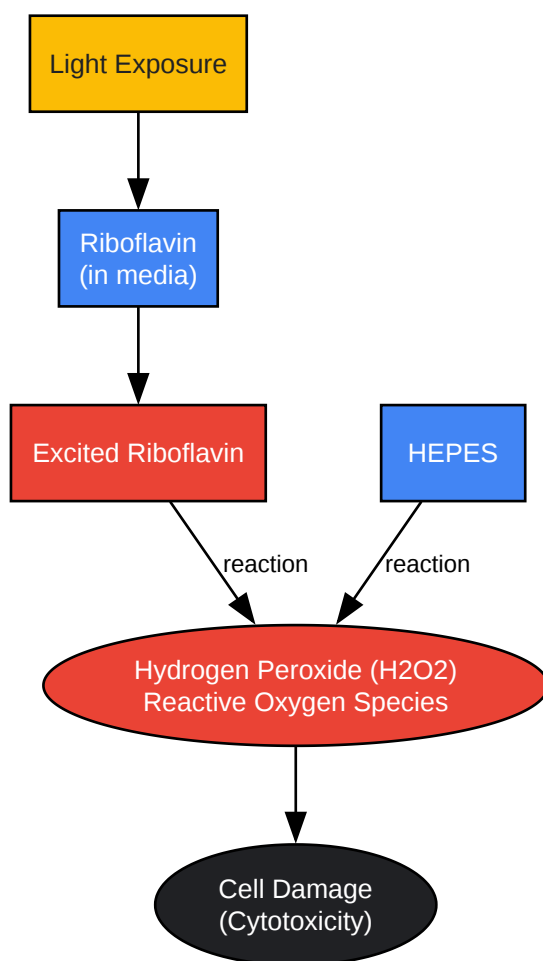 Light Exposure
Riboflavin
(in media)
Excited Riboflavin
HEPES
reaction
reaction
Hydrogen Peroxide (H2O2)
Reactive Oxygen Species
Cell Damage
(Cytotoxicity)